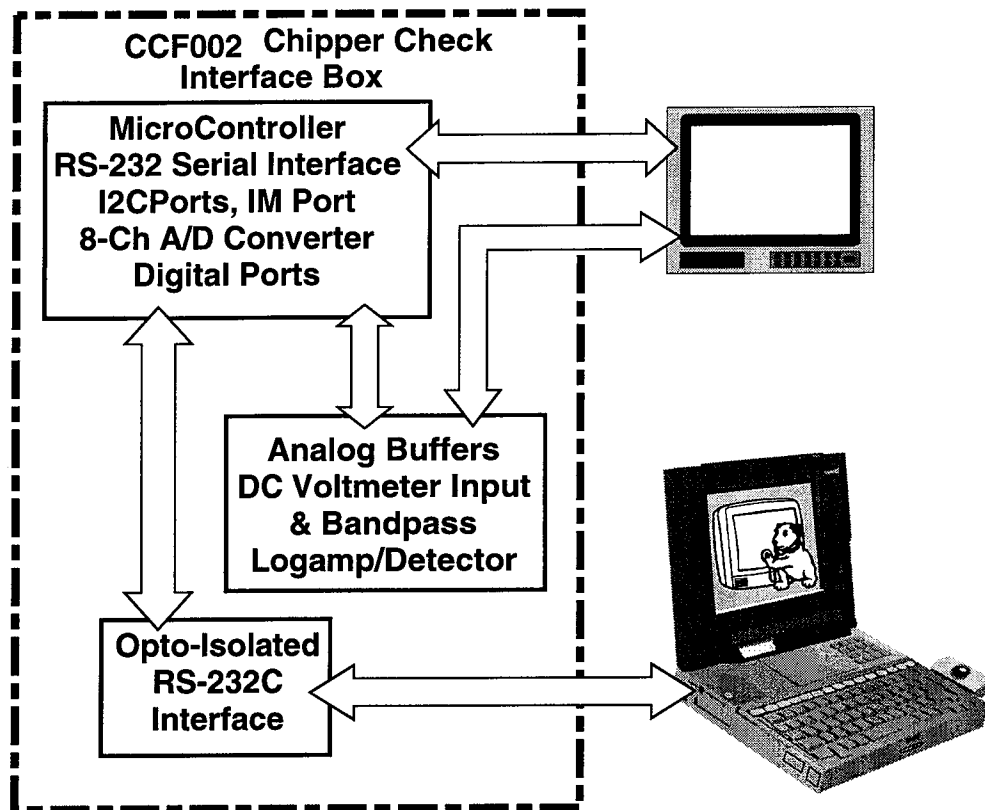 CCF002 Chipper Check
Interface Box
MicroController
RS-232 Serial Interface
I2CPorts, IM Port
8-Ch A/D Converter
Digital Ports
Analog Buffers
DC Voltmeter Input
& Bandpass
Logamp/Detector
Opto-Isolated
RS-232C
Interface